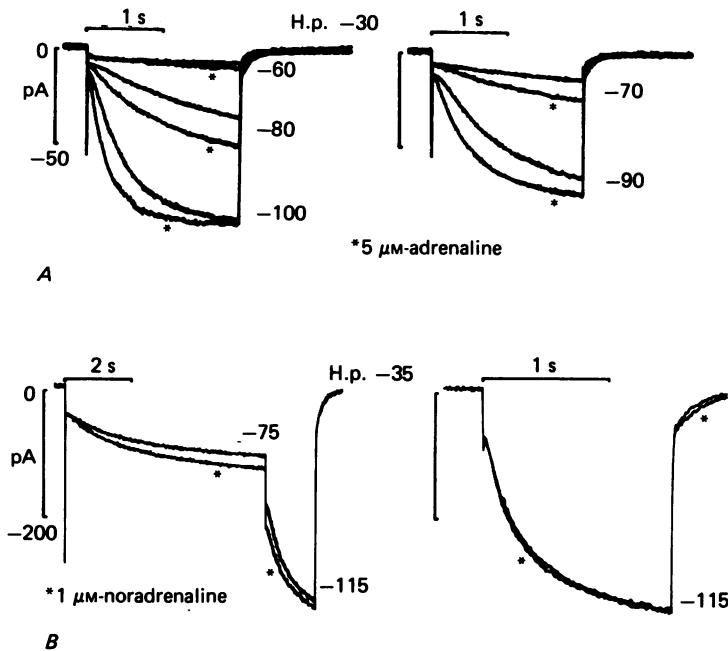 1 s
H.p. −30
1 s
0
pA
−50
−60
−80
−100
−70
−90
*
*
*
*
*
*5 μM-adrenaline
A
2 s
H.p. −35
1 s
0
pA
−200
−75
*
*
−115
*
*
−115
*1 μM-noradrenaline
B